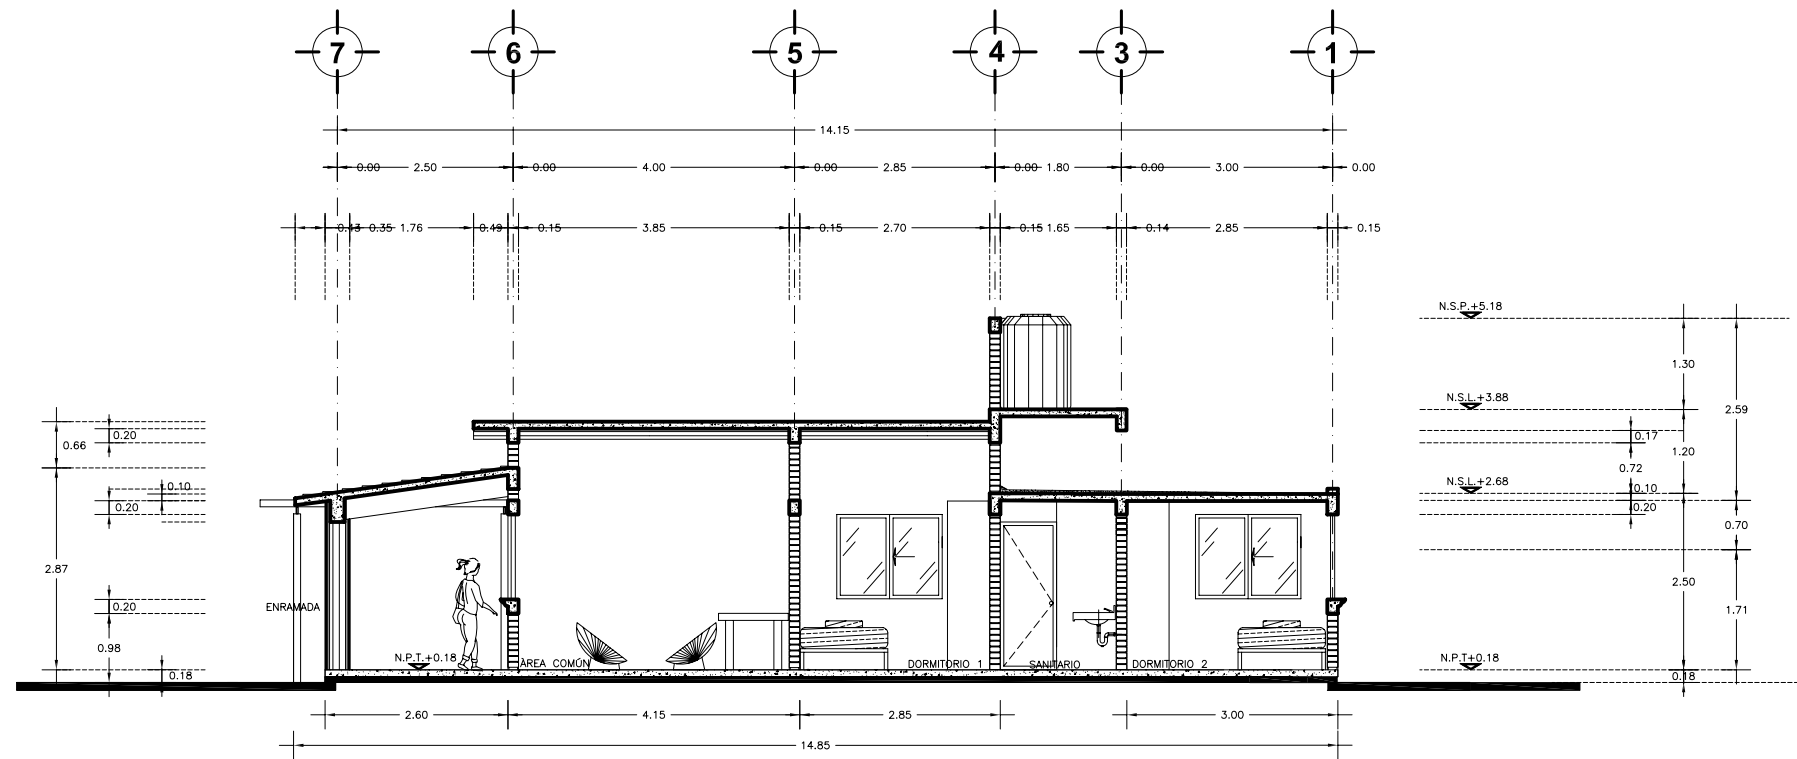 7 6 5 4 3 1
14.15
0.00 2.50 0.00 4.00 0.00 2.85 0.00 1.80 0.00 3.00 0.00
0.43 0.35 1.76 0.49 0.15 3.85 0.15 2.70 0.15 1.65 0.14 2.85 0.15
N.S.P.+5.18
1.30
N.S.L.+3.88
2.59
0.20
0.17
0.66
1.20
0.72
N.S.L.+2.68
0.10
0.10
0.20
0.20
0.70
2.87
2.50
ENRAMADA
0.20
1.71
0.98
N.P.T.+0.18
ÁREA COMÚN
DORMITORIO 1
SANITARIO
DORMITORIO 2
N.P.T+0.18
0.18
0.18
2.60 4.15 2.85 3.00
14.85